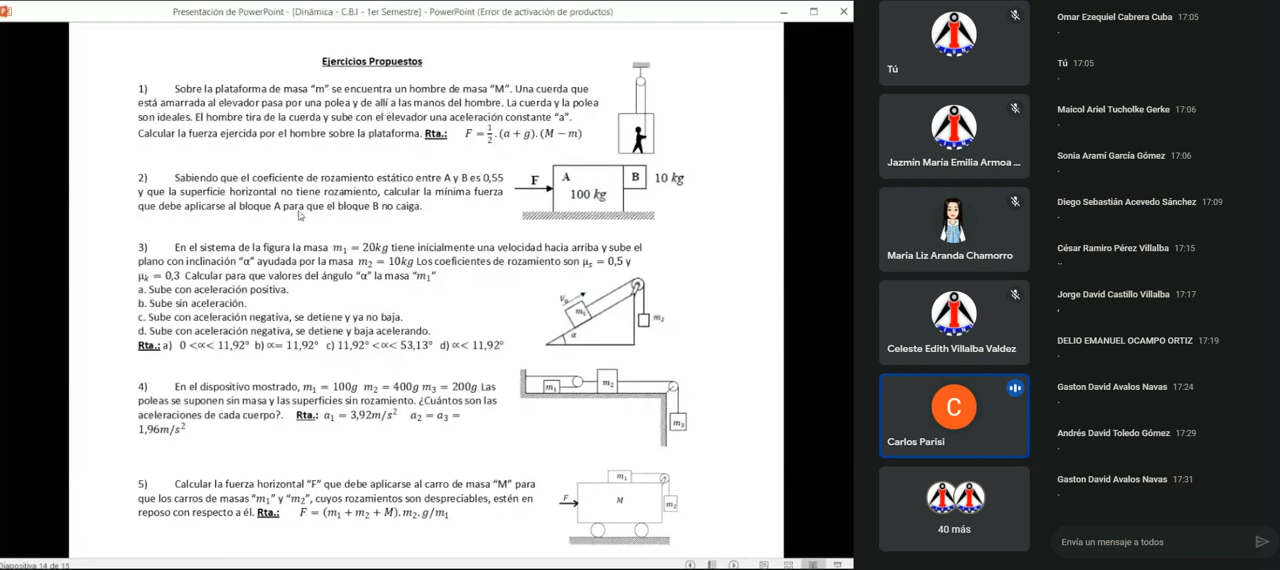 Presentación de PowerPoint - [Dinámica - C.B.I - 1er Semestre] - PowerPoint (Error de activación de productos)
Ejercicios Propuestos
1) Sobre la plataforma de masa “m” se encuentra un hombre de masa “M”. Una cuerda que
está amarrada al elevador pasa por una polea y de allí a las manos del hombre. La cuerda y la polea
son ideales. El hombre tira de la cuerda y sube con el elevador una aceleración constante “a”.
Calcular la fuerza ejercida por el hombre sobre la plataforma. Rta.: F = 1/2 . (a + g). (M − m)
2) Sabiendo que el coeficiente de rozamiento estático entre A y B es 0,55
y que la superficie horizontal no tiene rozamiento, calcular la mínima fuerza
que debe aplicarse al bloque A para que el bloque B no caiga.
F
A
100 kg
B
10 kg
3) En el sistema de la figura la masa m₁ = 20kg tiene inicialmente una velocidad hacia arriba y sube el
plano con inclinación “α” ayudada por la masa m₂ = 10kg Los coeficientes de rozamiento son μₛ = 0,5 y
μₖ = 0,3 Calcular para que valores del ángulo “α” la masa “m₁”
a. Sube con aceleración positiva.
b. Sube sin aceleración.
c. Sube con aceleración negativa, se detiene y ya no baja.
d. Sube con aceleración negativa, se detiene y baja acelerando.
Rta.: a) 0 <∝< 11,92° b) ∝= 11,92° c) 11,92° <∝< 53,13° d) ∝< 11,92°
V₀
m₁
m₂
α
4) En el dispositivo mostrado, m₁ = 100g m₂ = 400g m₃ = 200g Las
poleas se suponen sin masa y las superficies sin rozamiento. ¿Cuántos son las
aceleraciones de cada cuerpo?. Rta.: a₁ = 3,92m/s² a₂ = a₃ =
1,96m/s²
m₁
m₂
m₃
5) Calcular la fuerza horizontal “F” que debe aplicarse al carro de masa “M” para
que los carros de masas “m₁” y “m₂”, cuyos rozamientos son despreciables, estén en
reposo con respecto a él. Rta.: F = (m₁ + m₂ + M). m₂. g/m₁
F
m₁
M
m₂
Diapositiva 14 de 15
Tú
Jazmín María Emilia Armoa ...
Maria Liz Aranda Chamorro
Celeste Edith Villalba Valdez
C
Carlos Parisi
40 más
Omar Ezequiel Cabrera Cuba 17:05
.
Tú 17:05
.
Maicol Ariel Tucholke Gerke 17:06
.
Sonia Aramí García Gómez 17:06
.
Diego Sebastián Acevedo Sánchez 17:09
.
César Ramiro Pérez Villalba 17:15
..
Jorge David Castillo Villalba 17:17
,
DELIO EMANUEL OCAMPO ORTIZ 17:19
.
Gaston David Avalos Navas 17:24
.
Andrés David Toledo Gómez 17:29
.
Gaston David Avalos Navas 17:31
.
Envía un mensaje a todos